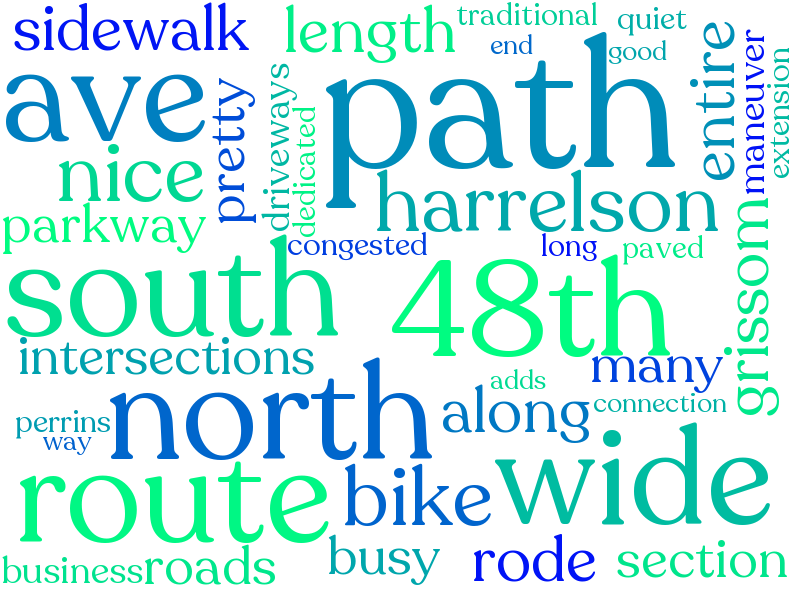 sidewalk
length
traditional
quiet
end
good
ave
path
entire
maneuver
extension
pretty
driveways
dedicated
nice
harrelson
parkway
congested
long
paved
south
48th
grissom
intersections
many
adds
north
along
connection
perrins
way
route
bike
wide
busy
rode
section
business
roads